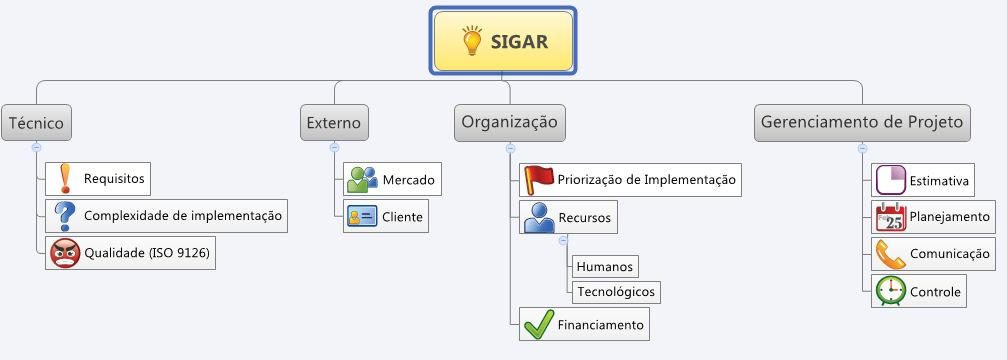 SIGAR
Técnico
Externo
Organização
Gerenciamento de Projeto
Requisitos
Complexidade de implementação
Qualidade (ISO 9126)
Mercado
Cliente
Priorização de Implementação
Recursos
Humanos
Tecnológicos
Financiamento
Estimativa
25
Planejamento
Comunicação
Controle